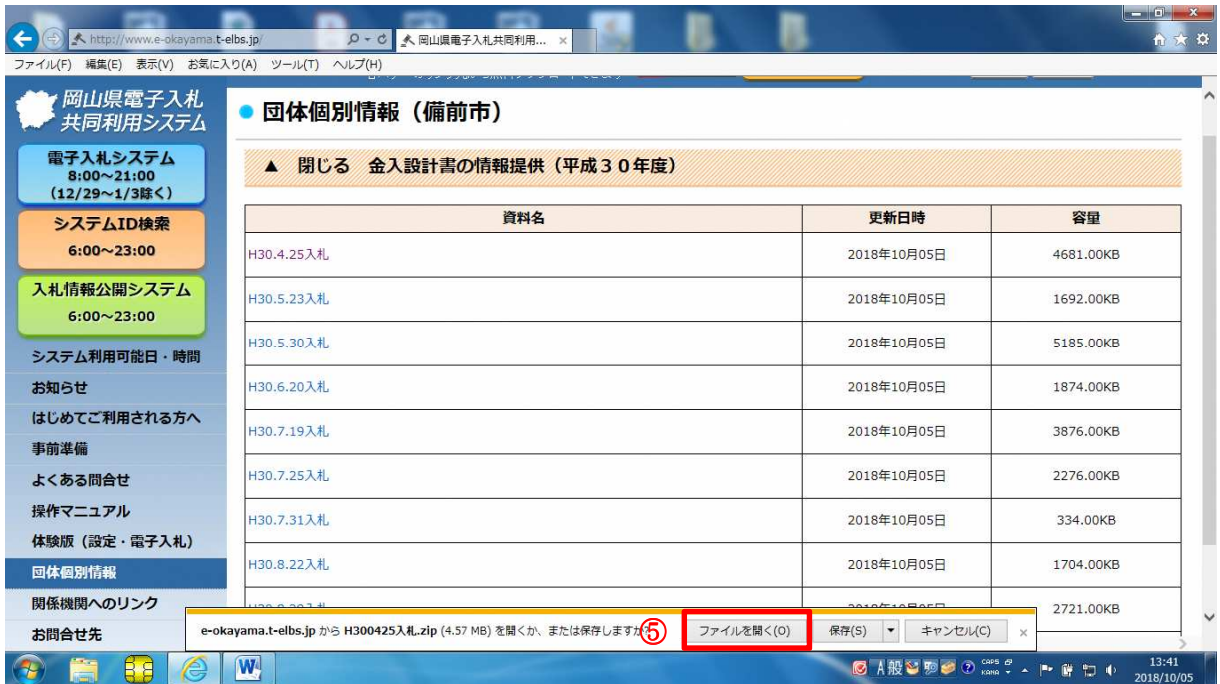 http://www.e-okayama.t-elbs.jp/
岡山県電子入札共同利用... ×
ファイル(F) 編集(E) 表示(V) お気に入り(A) ツール(T) ヘルプ(H)
岡山県電子入札
共同利用システム
電子入札システム
8:00～21:00
（12/29～1/3除く）
システムID検索
6:00～23:00
入札情報公開システム
6:00～23:00
システム利用可能日・時間
お知らせ
はじめてご利用される方へ
事前準備
よくある問合せ
操作マニュアル
体験版（設定・電子入札）
団体個別情報
関係機関へのリンク
お問合せ先
団体個別情報（備前市）
▲ 閉じる 金入設計書の情報提供（平成３０年度）
資料名 更新日時 容量
H30.4.25入札 2018年10月05日 4681.00KB
H30.5.23入札 2018年10月05日 1692.00KB
H30.5.30入札 2018年10月05日 5185.00KB
H30.6.20入札 2018年10月05日 1874.00KB
H30.7.19入札 2018年10月05日 3876.00KB
H30.7.25入札 2018年10月05日 2276.00KB
H30.7.31入札 2018年10月05日 334.00KB
H30.8.22入札 2018年10月05日 1704.00KB
2721.00KB
e-okayama.t-elbs.jp から H300425入札.zip (4.57 MB) を開くか、または保存しますか?
⑤
ファイルを開く(O) 保存(S) ▼ キャンセル(C) ×
A 般 CAPS KANA
13:41
2018/10/05